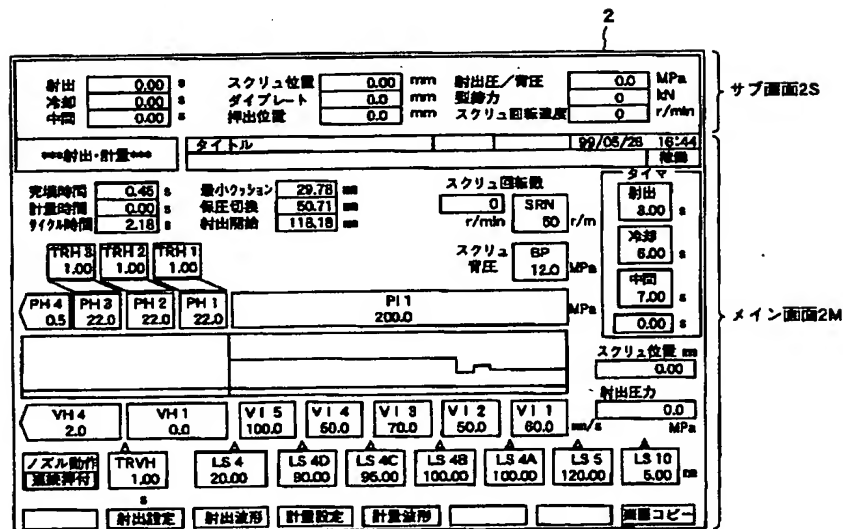 2
射出 0.00 s スクリュ位置 0.00 mm 射出圧/背圧 0.0 MPa
冷却 0.00 s ダイプレート 0.0 mm 型締力 0 kN
中間 0.00 s 押出位置 0.0 mm スクリュ回転速度 0 r/min
サブ画面2S
***射出・計量*** タイトル 99/05/28 16:44
充填時間 0.45 s 最小クッション 29.78 mm スクリュ回転数 タイマ
計量時間 0.00 s 保圧切換 50.71 mm 0 SRN 射出
サイクル時間 2.18 s 射出開始 118.18 mm r/min 50 r/m 8.00 s
TRH 3 TRH 2 TRH 1 スクリュ BP 冷却
1.00 1.00 1.00 背圧 12.0 MPa 6.00 s
PH 4 PH 3 PH 2 PH 1 PI 1 中間
0.5 22.0 22.0 22.0 200.0 MPa 7.00 s
0.00 s
メイン画面2M
スクリュ位置 mm
0.00
射出圧力
0.0
MPa
VH 4 VH 1 VI 5 VI 4 VI 3 VI 2 VI 1
2.0 0.0 100.0 50.0 70.0 50.0 60.0 mm/s
ノズル動作 TRVH LS 4 LS 4D LS 4C LS 4B LS 4A LS 5 LS 10
連続押付 1.00 20.00 90.00 95.00 100.00 100.00 120.00 5.00 mm
s
射出設定 射出波形 計量設定 計量波形 画面コピー